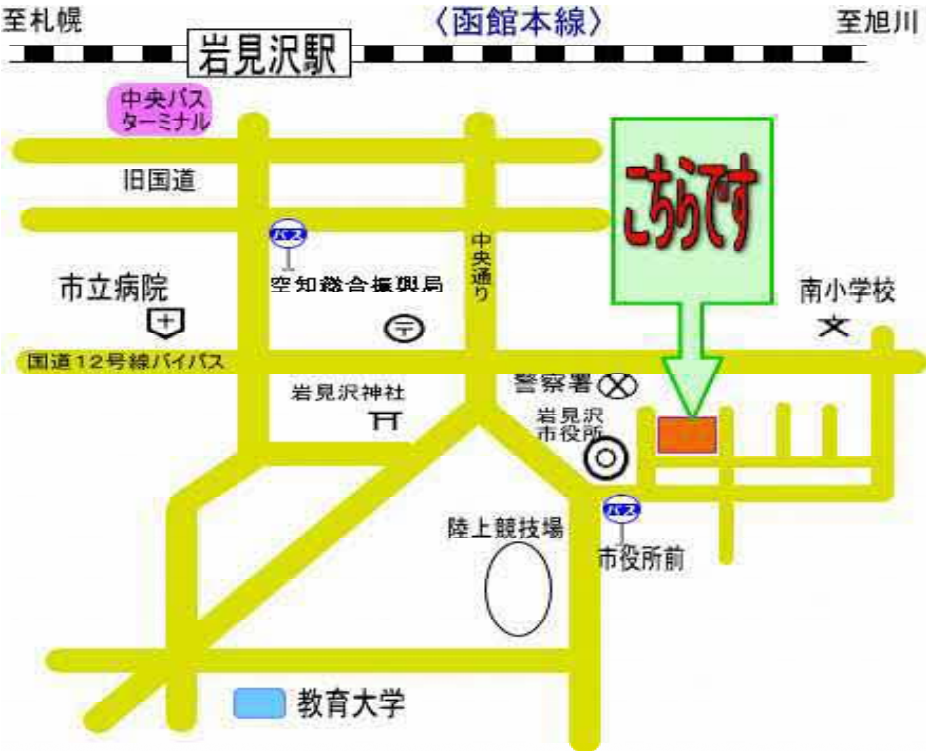 至札幌
〈函館本線〉
至旭川
岩見沢駅
中央バス
ターミナル
旧国道
こちらです
バス
中央通り
空知総合振興局
市立病院
南小学校
国道12号線バイパス
警察署
岩見沢神社
岩見沢
市役所
バス
陸上競技場
市役所前
教育大学